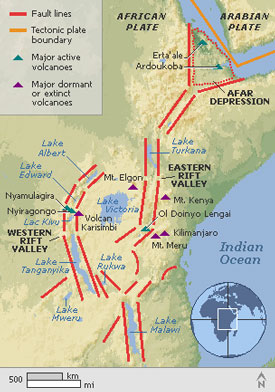 Fault lines
Tectonic plate
boundary
Major active
volcanoes
Major dormant
or extinct
volcanoes
AFRICAN
PLATE
ARABIAN
PLATE
Erta'ale
Ardoukoba
AFAR
DEPRESSION
Lake
Turkana
Lake
Albert
Lake
Edward
Mt. Elgon
EASTERN
RIFT
VALLEY
Nyamulagira
Nyiragongo
Lac Kivu
Lake
Victoria
Mt. Kenya
Ol Doinyo Lengai
Volcan
Karisimbi
WESTERN
RIFT
VALLEY
Kilimanjaro
Mt. Meru
Indian
Ocean
Lake
Tanganyika
Lake
Rukwa
Lake
Mweru
Lake
Malawi
500
km
mi
N